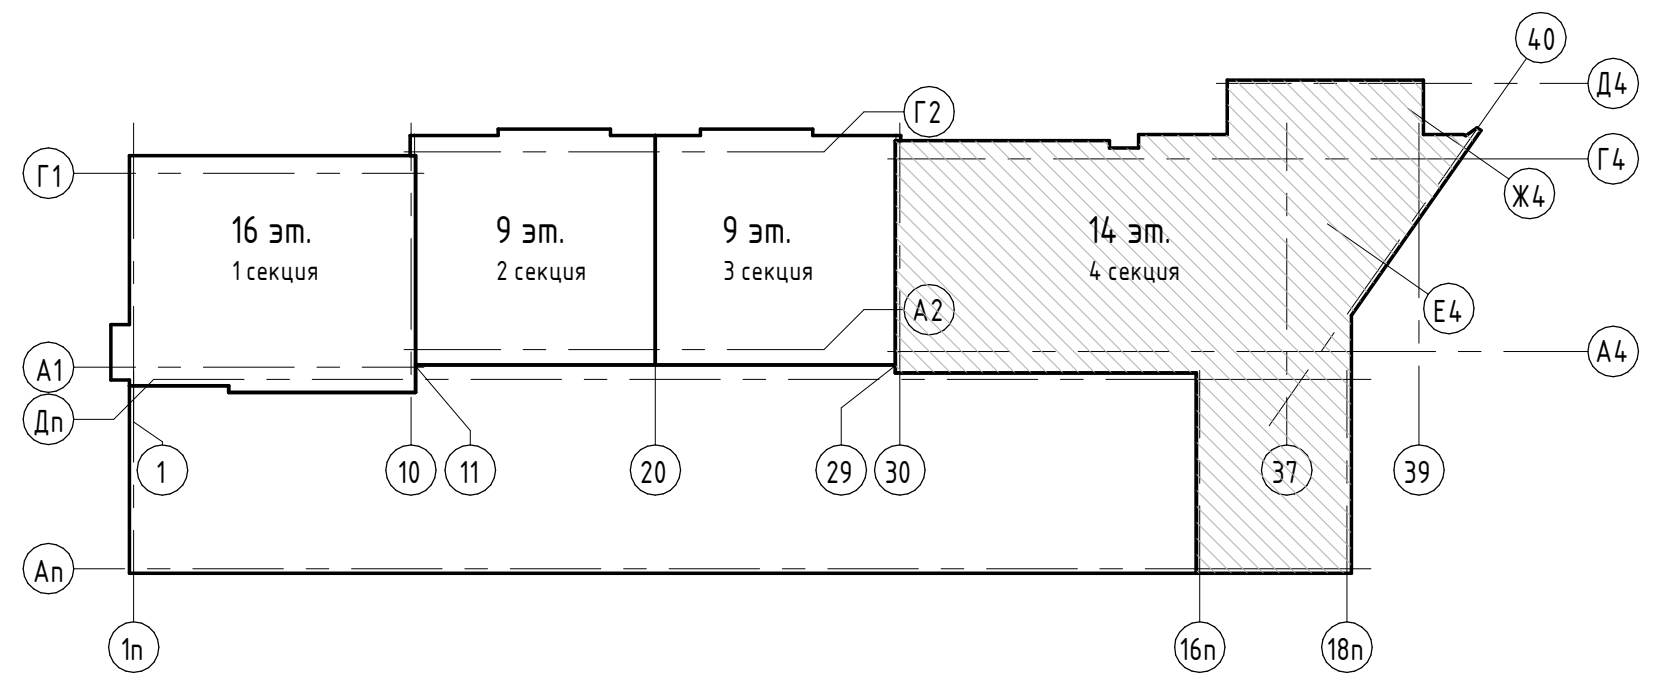 40
Д4
Г2
Г1
Г4
Ж4
16 эт.
1 секция
9 эт.
2 секция
9 эт.
3 секция
14 эт.
4 секция
А2
Е4
А1
А4
Дп
1
10
11
20
29
30
37
39
Ап
1п
16п
18п